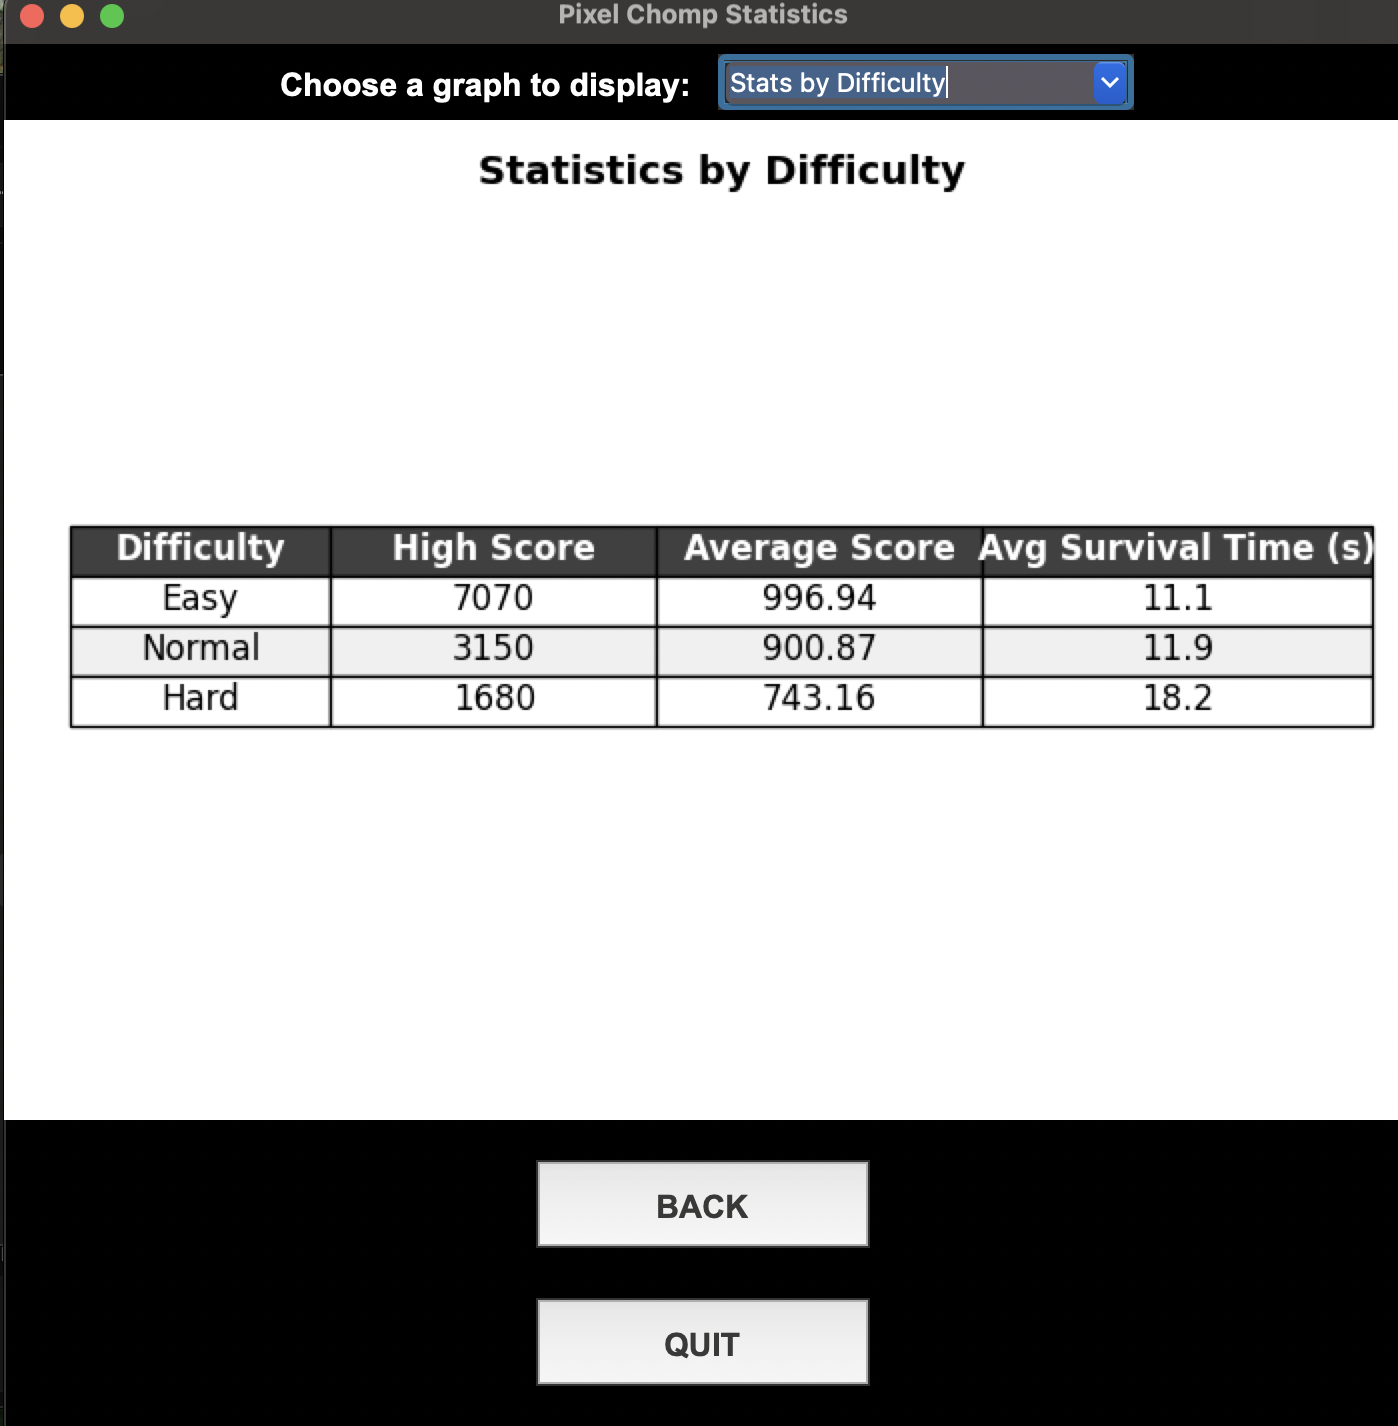 Pixel Chomp Statistics
Choose a graph to display: Stats by Difficulty
Statistics by Difficulty
Difficulty High Score Average Score Avg Survival Time (s)
Easy 7070 996.94 11.1
Normal 3150 900.87 11.9
Hard 1680 743.16 18.2
BACK
QUIT